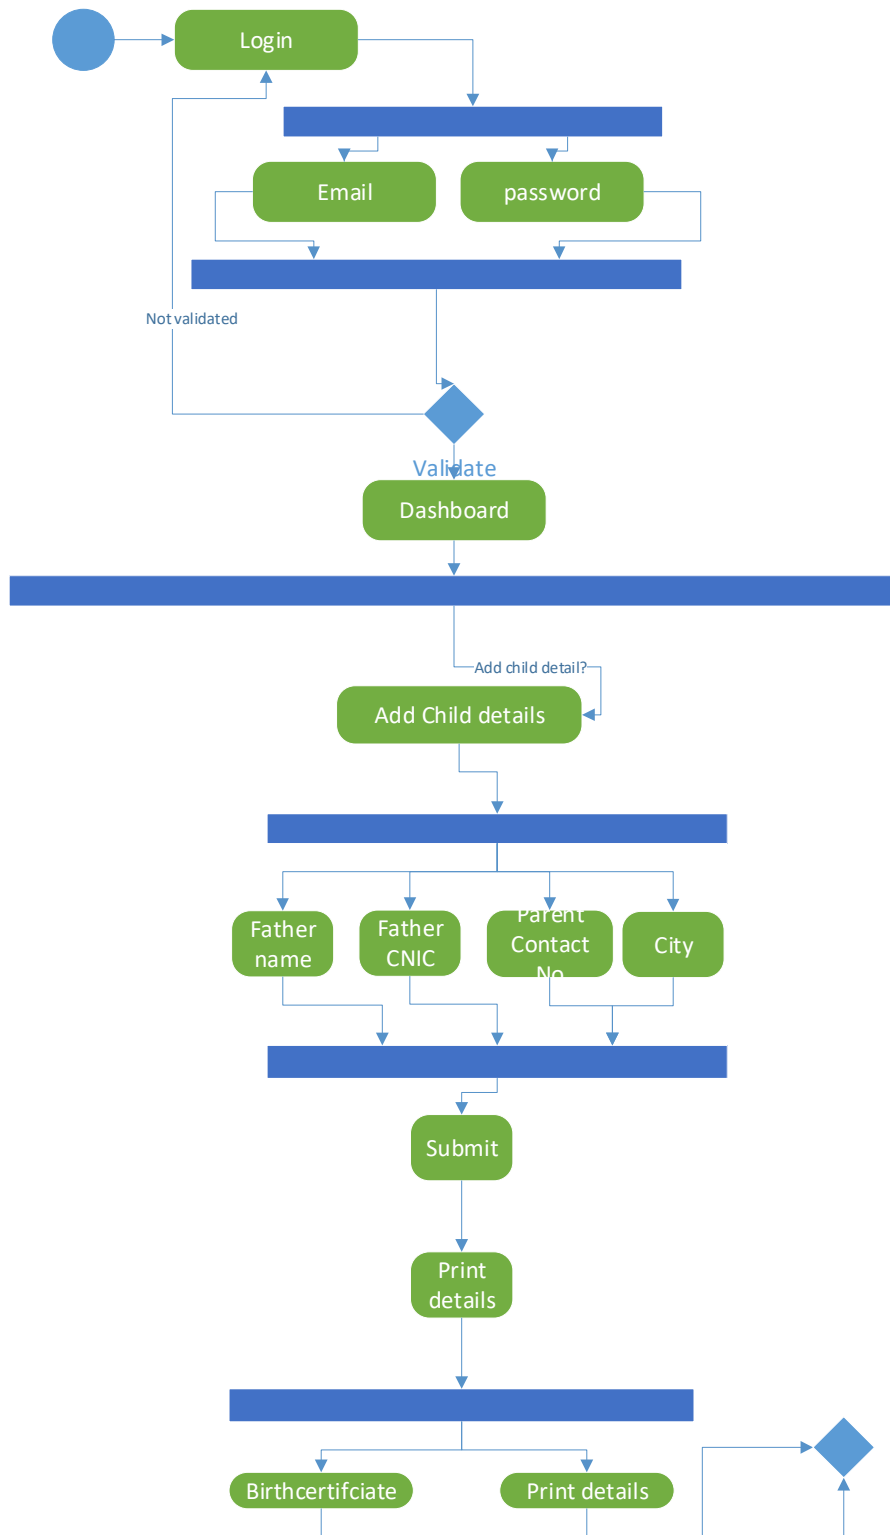 Login
Email
password
Not validated
Validate
Dashboard
Add child detail?
Add Child details
Father
name
Father
CNIC
Parent
Contact
No
City
Submit
Print
details
Birthcertifciate
Print details